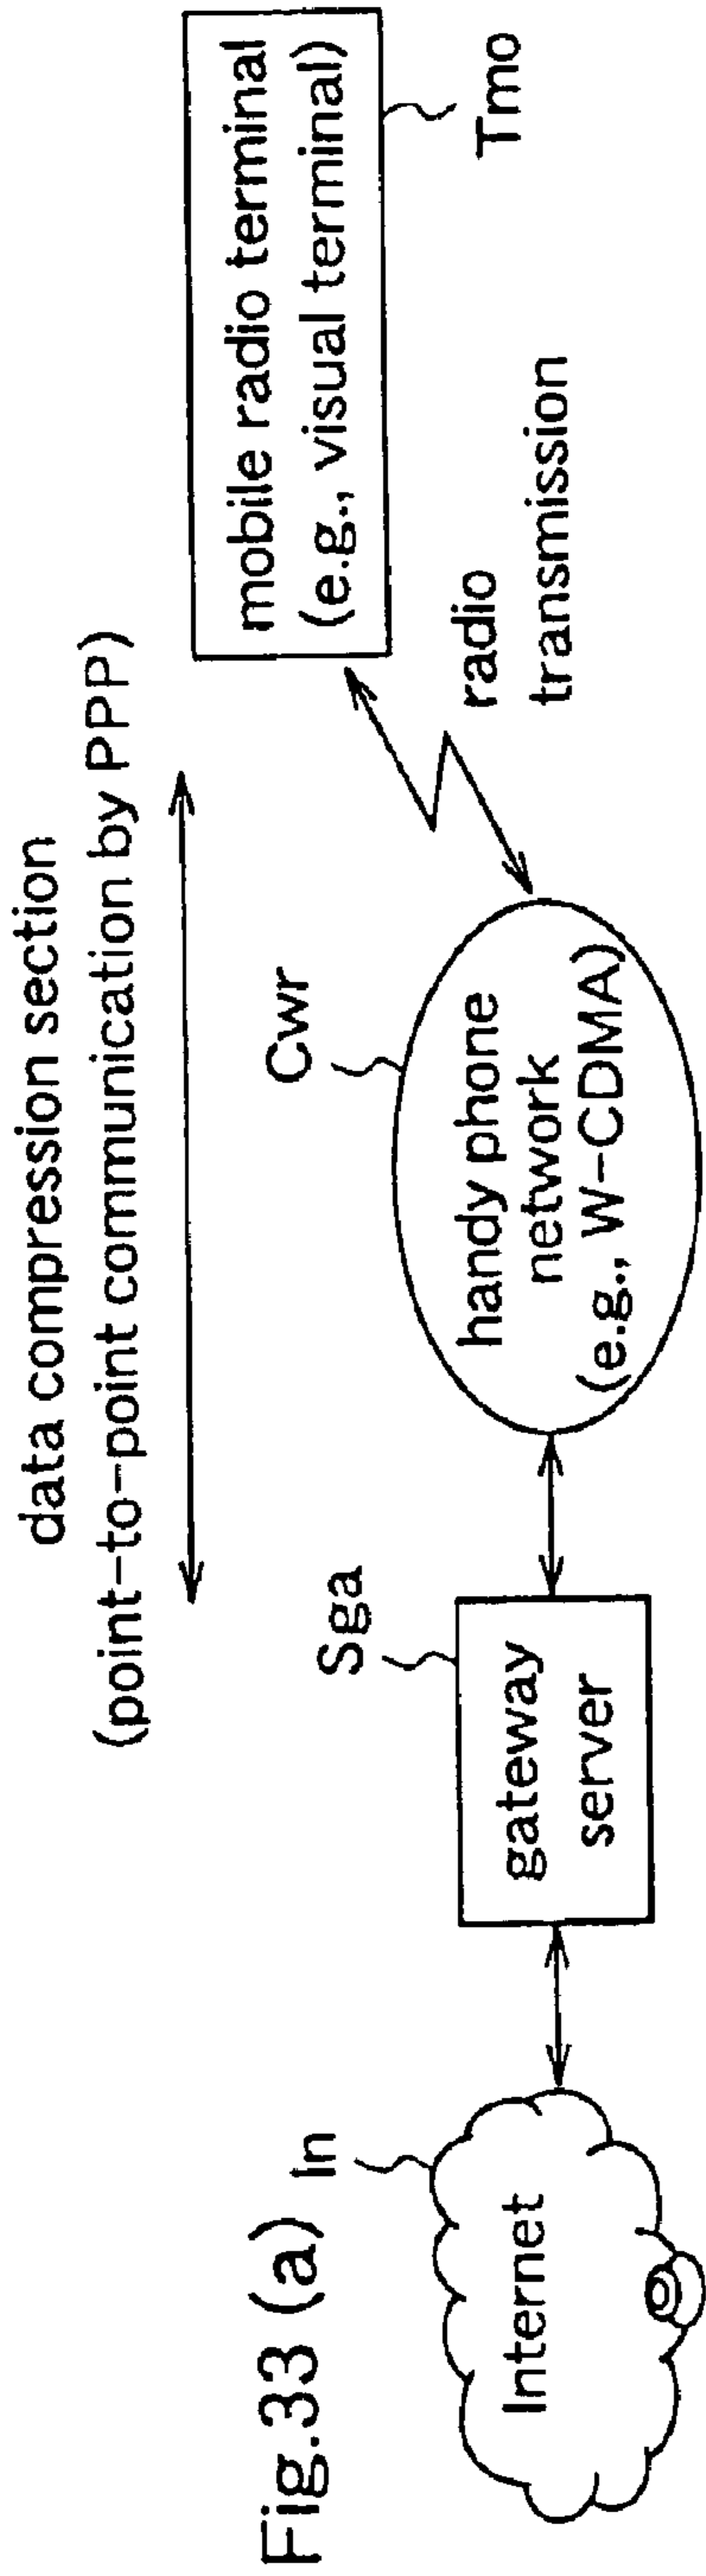 data compression section
(point-to-point communication by PPP)
Fig.33 (a)
In
Internet
Sga
gateway
server
Cwr
handy phone
network
(e.g., W-CDMA)
radio
transmission
mobile radio terminal
(e.g., visual terminal)
Tmo